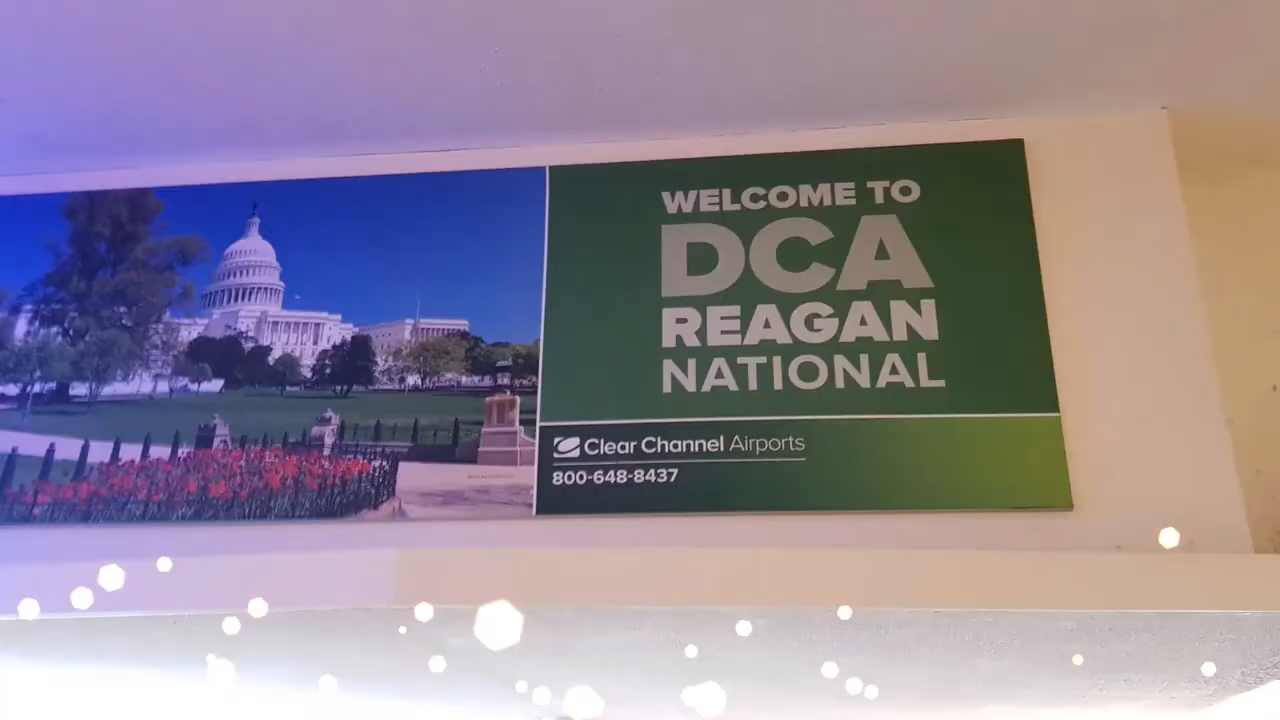 WELCOME TO
DCA
REAGAN
NATIONAL
Clear Channel Airports
800-648-8437